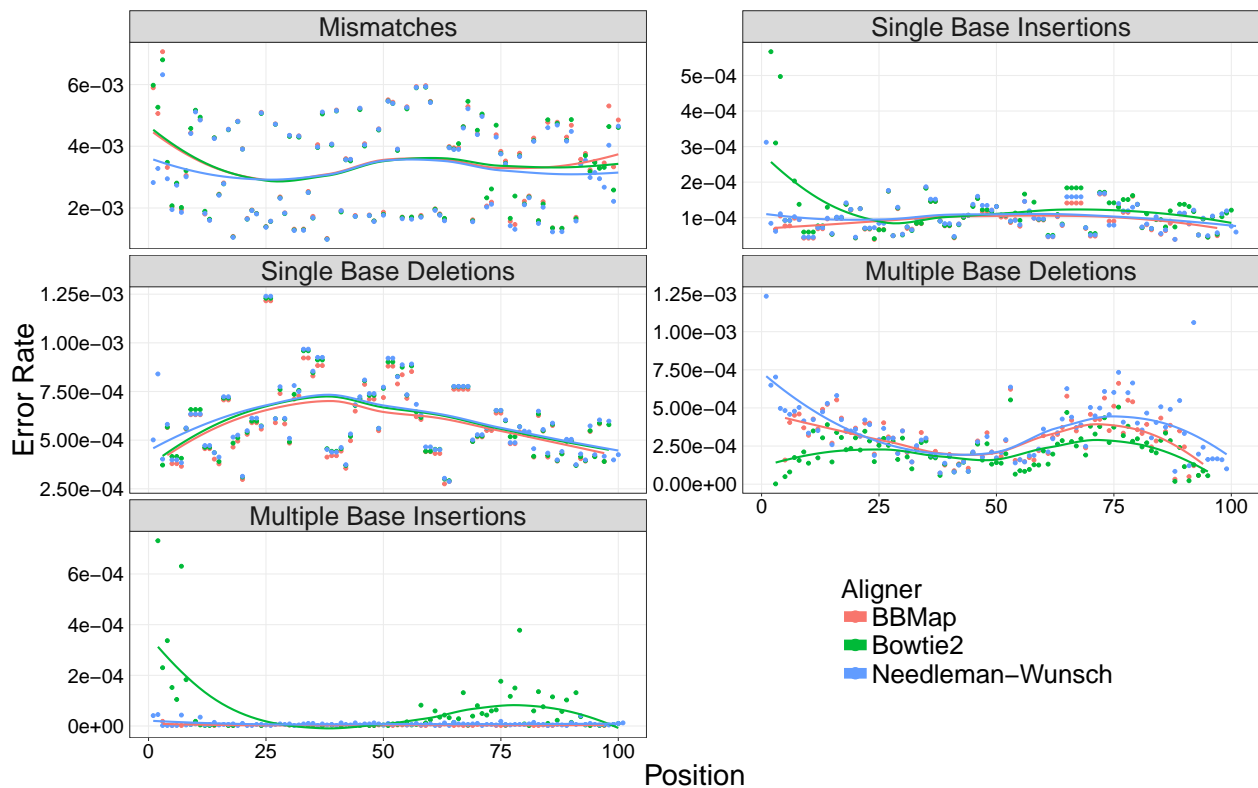 Mismatches
Single Base Insertions
6e−03
4e−03
2e−03
5e−04
4e−04
3e−04
2e−04
1e−04
Single Base Deletions
Multiple Base Deletions
1.25e−03
1.00e−03
7.50e−04
5.00e−04
2.50e−04
1.25e−03
1.00e−03
7.50e−04
5.00e−04
2.50e−04
0.00e+00
0
25
50
75
100
Multiple Base Insertions
6e−04
4e−04
2e−04
0e+00
0
25
50
75
100
Error Rate
Position
Aligner
BBMap
Bowtie2
Needleman−Wunsch